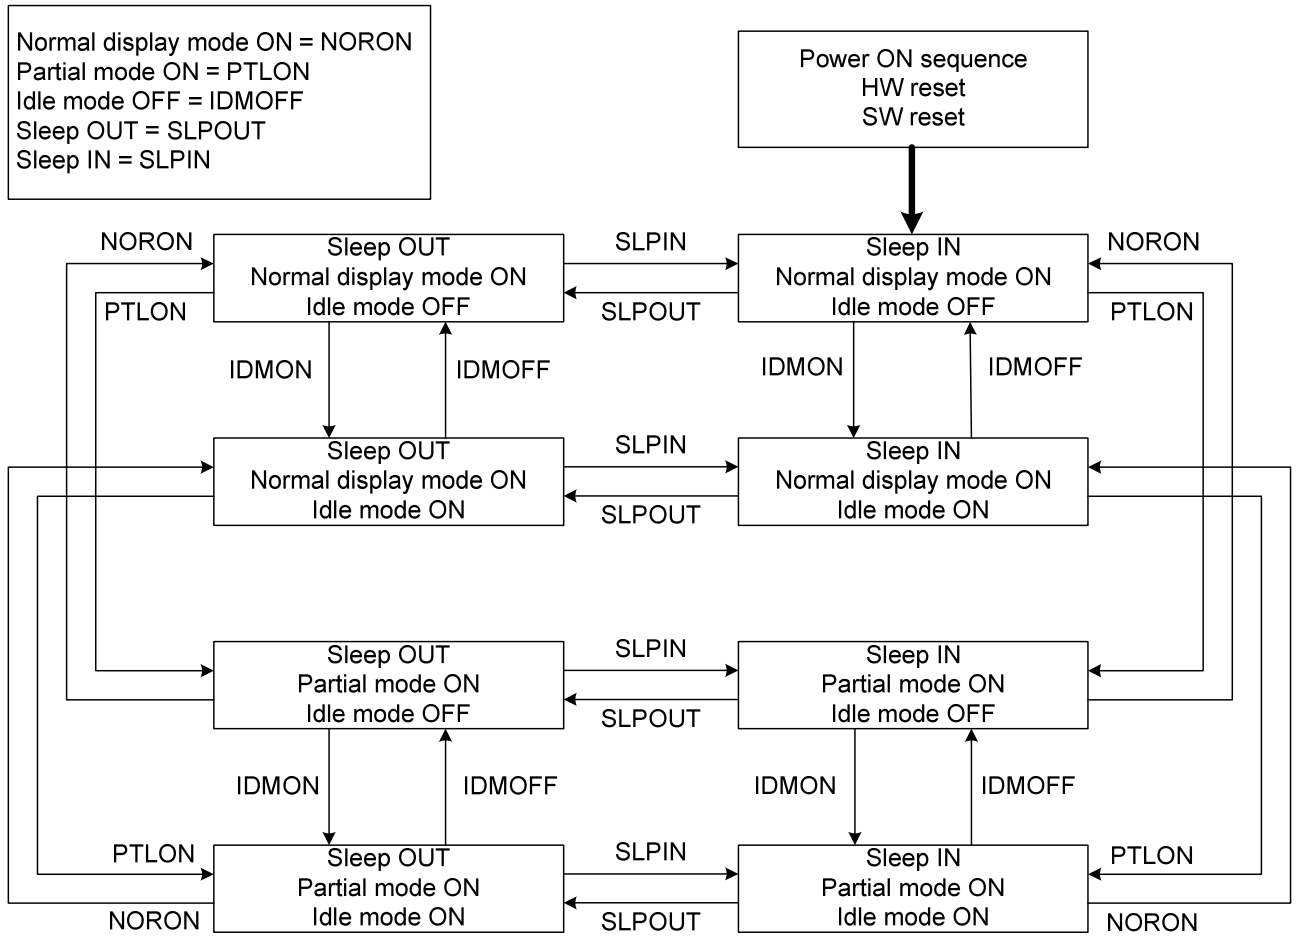 Normal display mode ON = NORON
Partial mode ON = PTLON
Idle mode OFF = IDMOFF
Sleep OUT = SLPOUT
Sleep IN = SLPIN
Power ON sequence
HW reset
SW reset
NORON
Sleep OUT
Normal display mode ON
Idle mode OFF
PTLON
SLPIN
SLPOUT
Sleep IN
Normal display mode ON
Idle mode OFF
NORON
PTLON
IDMON
IDMOFF
IDMON
IDMOFF
Sleep OUT
Normal display mode ON
Idle mode ON
SLPIN
SLPOUT
Sleep IN
Normal display mode ON
Idle mode ON
Sleep OUT
Partial mode ON
Idle mode OFF
SLPIN
SLPOUT
Sleep IN
Partial mode ON
Idle mode OFF
IDMON
IDMOFF
IDMON
IDMOFF
PTLON
NORON
Sleep OUT
Partial mode ON
Idle mode ON
SLPIN
SLPOUT
Sleep IN
Partial mode ON
Idle mode ON
PTLON
NORON